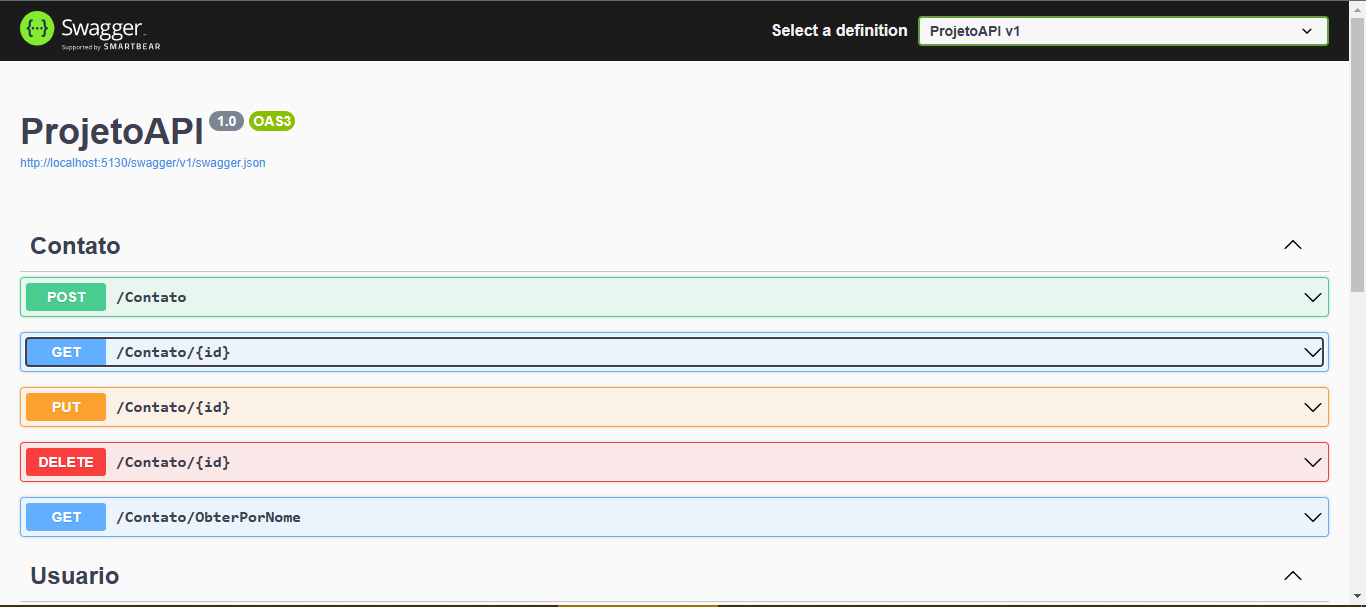 Swagger
Supported by SMARTBEAR
Select a definition
ProjetoAPI v1
ProjetoAPI 1.0 OAS3
http://localhost:5130/swagger/v1/swagger.json
Contato
POST /Contato
GET /Contato/{id}
PUT /Contato/{id}
DELETE /Contato/{id}
GET /Contato/ObterPorNome
Usuario